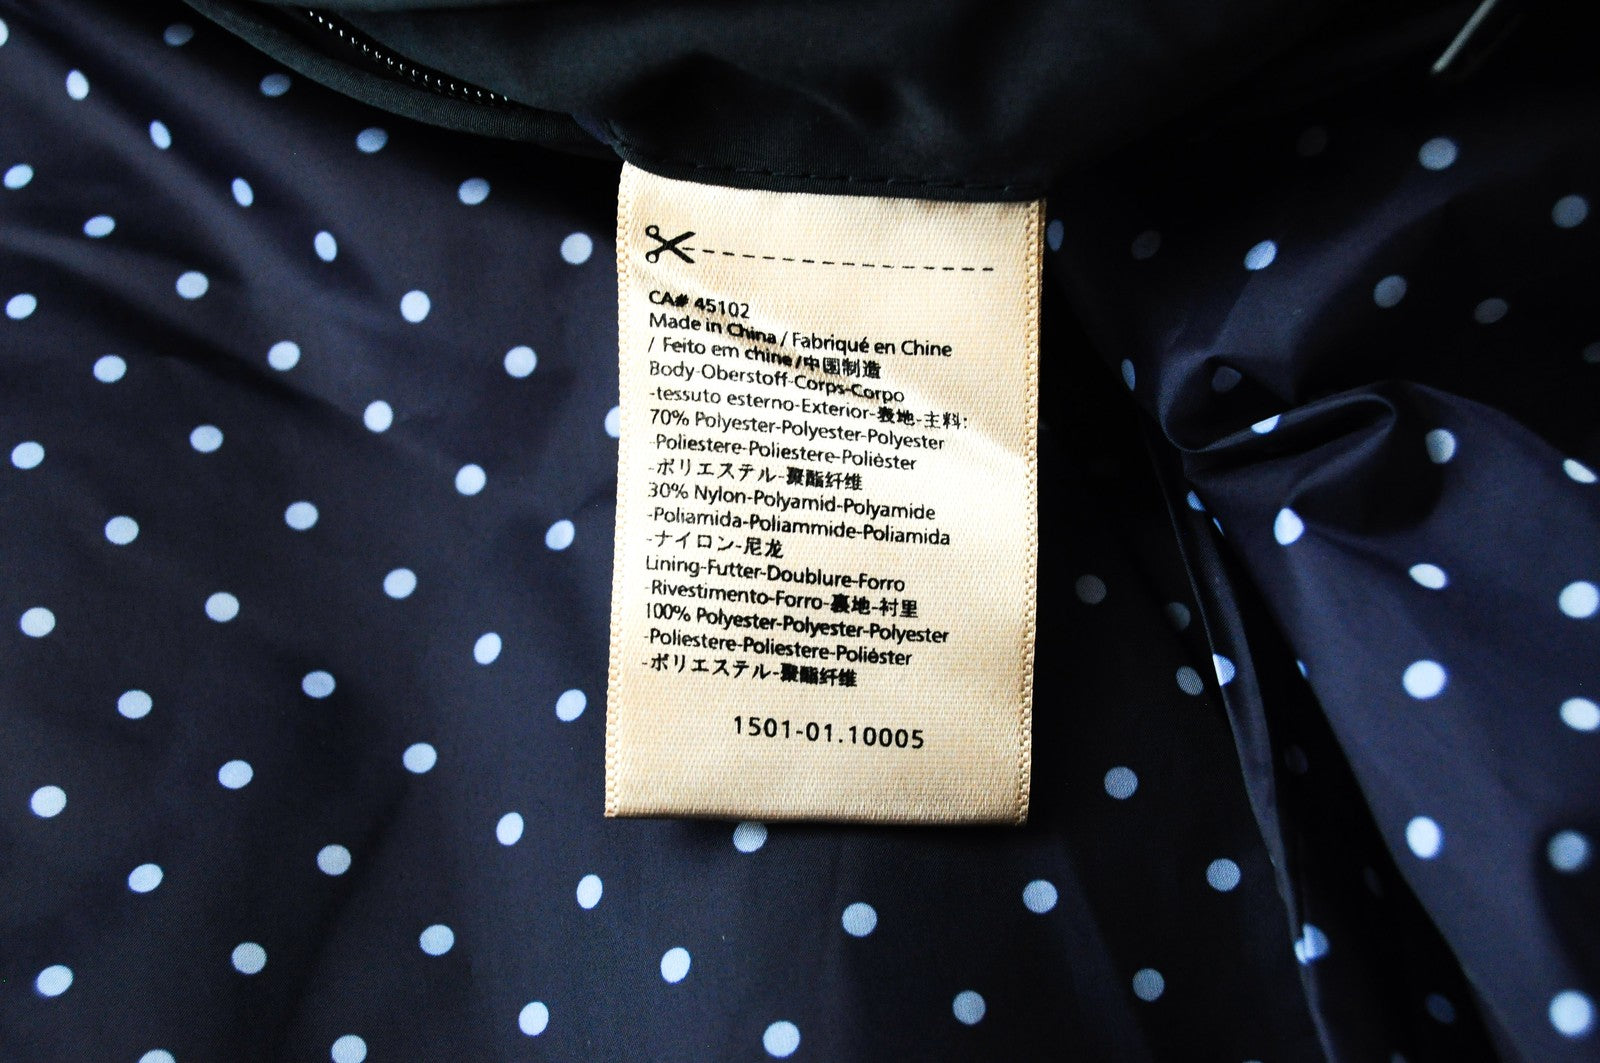 CA# 45102
Made in China / Fabriqué en Chine
/ Feito em chine /中国制造
Body-Oberstoff-Corps-Corpo
-tessuto esterno-Exterior-表地-主料:
70% Polyester-Polyester-Polyester
-Poliestere-Poliestere-Poliéster
-ポリエステル-聚酯纤维
30% Nylon-Polyamid-Polyamide
-Poliamida-Poliammide-Poliamida
-ナイロン-尼龙
Lining-Futter-Doublure-Forro
-Rivestimento-Forro-裏地-衬里
100% Polyester-Polyester-Polyester
-Poliestere-Poliestere-Poliéster
-ポリエステル-聚酯纤维
1501-01.10005